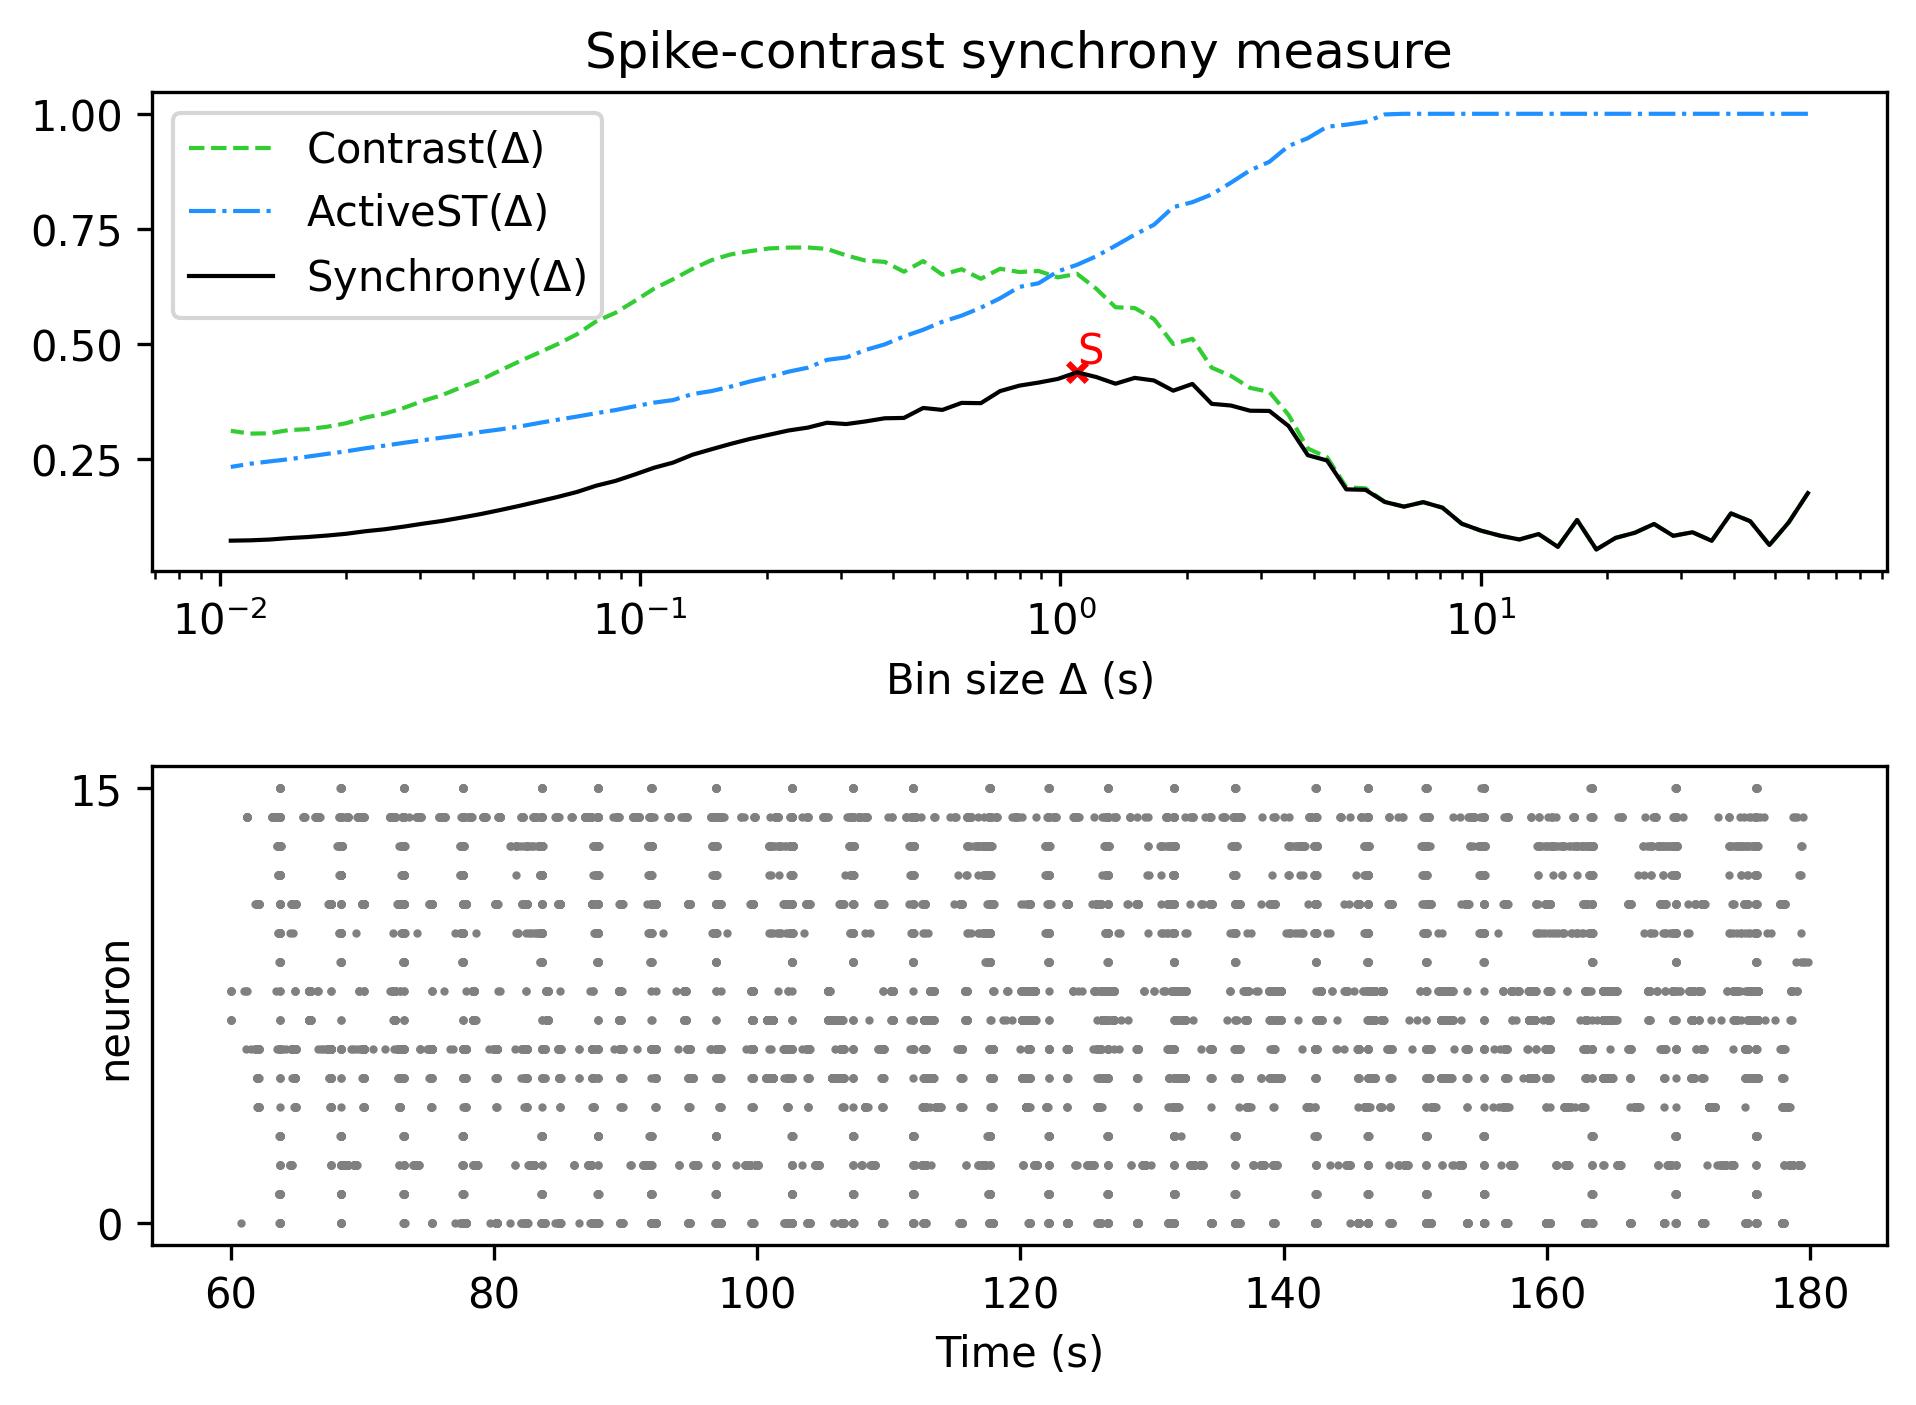 Spike-contrast synchrony measure
1.00
0.75
0.50
0.25
Contrast(Δ)
ActiveST(Δ)
Synchrony(Δ)
S
10⁻² 10⁻¹ 10⁰ 10¹
Bin size Δ (s)
15
0
neuron
60 80 100 120 140 160 180
Time (s)